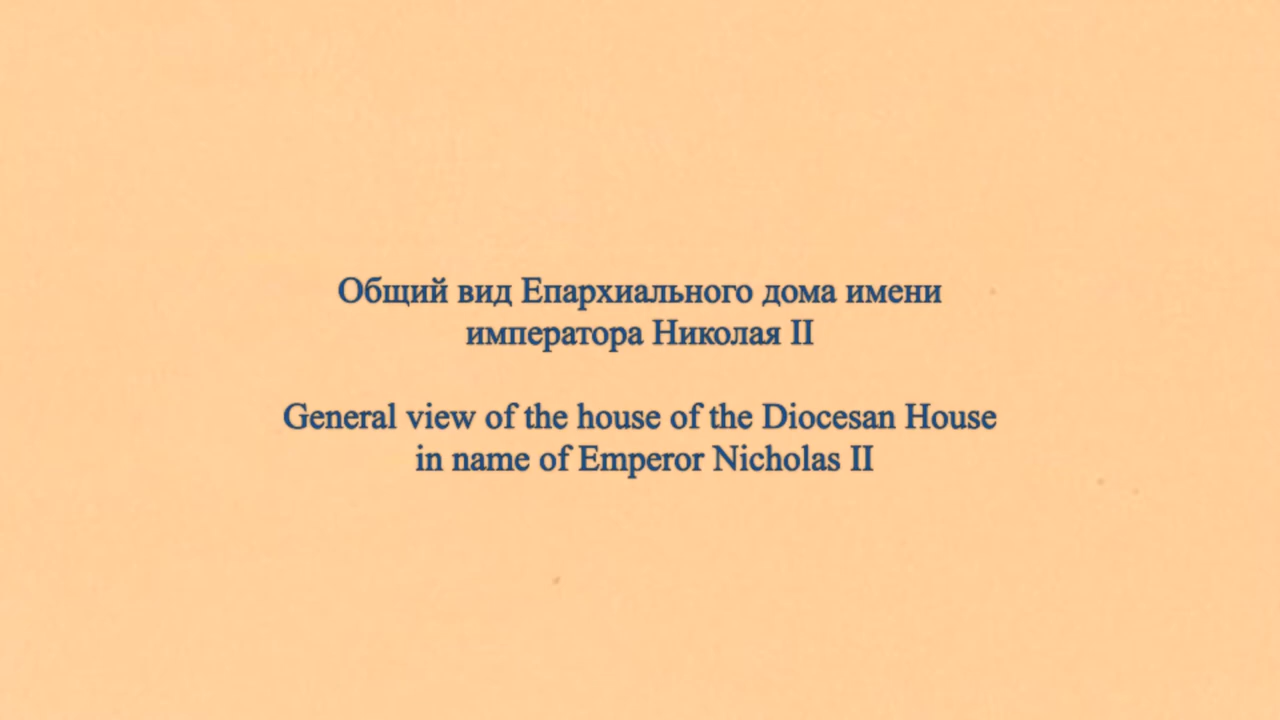 Общий вид Епархиального дома имени
императора Николая II
General view of the house of the Diocesan House
in name of Emperor Nicholas II